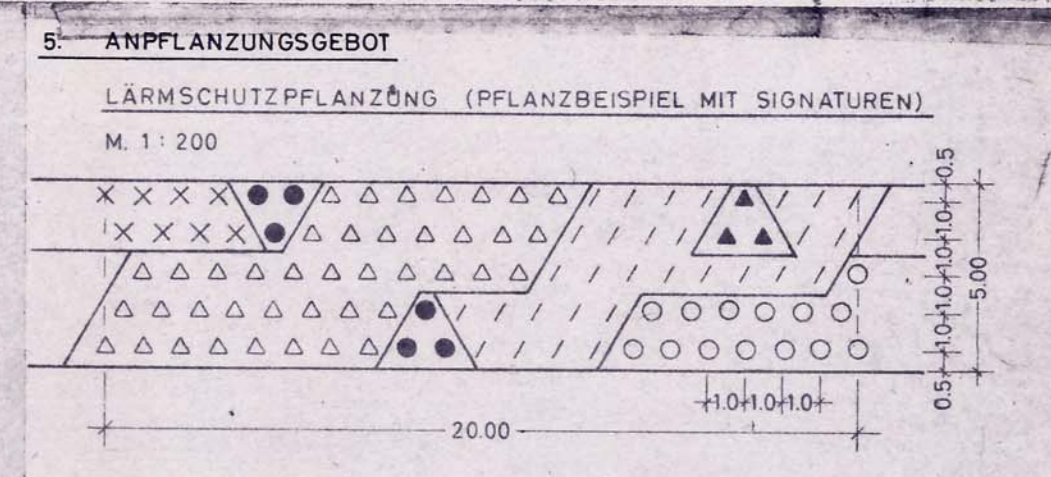 5. ANPFLANZUNGSGEBOT
LÄRMSCHUTZPFLANZUNG (PFLANZBEISPIEL MIT SIGNATUREN)
M. 1 : 200
0.5
1.0
1.0
1.0
1.0
0.5
5.00
1.0 1.0 1.0
20.00